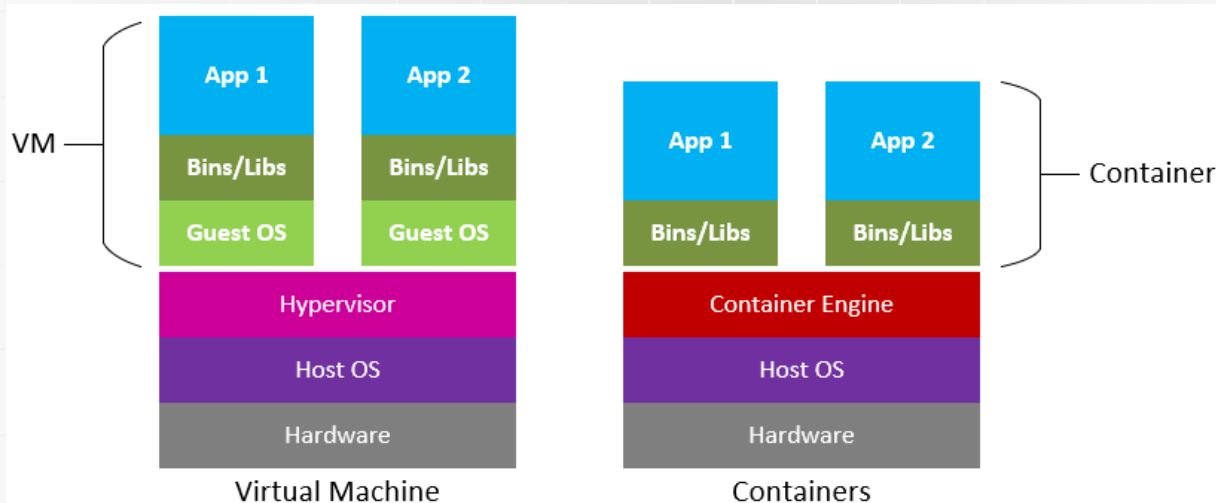 VM
App 1
App 2
Bins/Libs
Bins/Libs
Guest OS
Guest OS
Hypervisor
Host OS
Hardware
Virtual Machine
App 1
App 2
Bins/Libs
Bins/Libs
Container
Container Engine
Host OS
Hardware
Containers